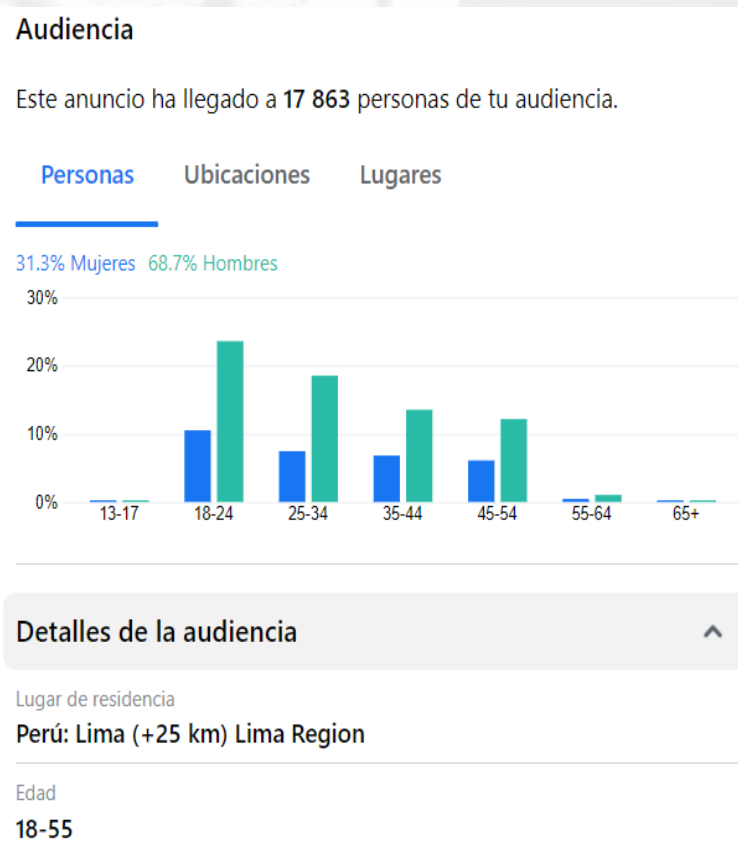 Audiencia
Este anuncio ha llegado a 17 863 personas de tu audiencia.
Personas Ubicaciones Lugares
31.3% Mujeres 68.7% Hombres
30%
20%
10%
0%
13-17 18-24 25-34 35-44 45-54 55-64 65+
Detalles de la audiencia
Lugar de residencia
Perú: Lima (+25 km) Lima Region
Edad
18-55